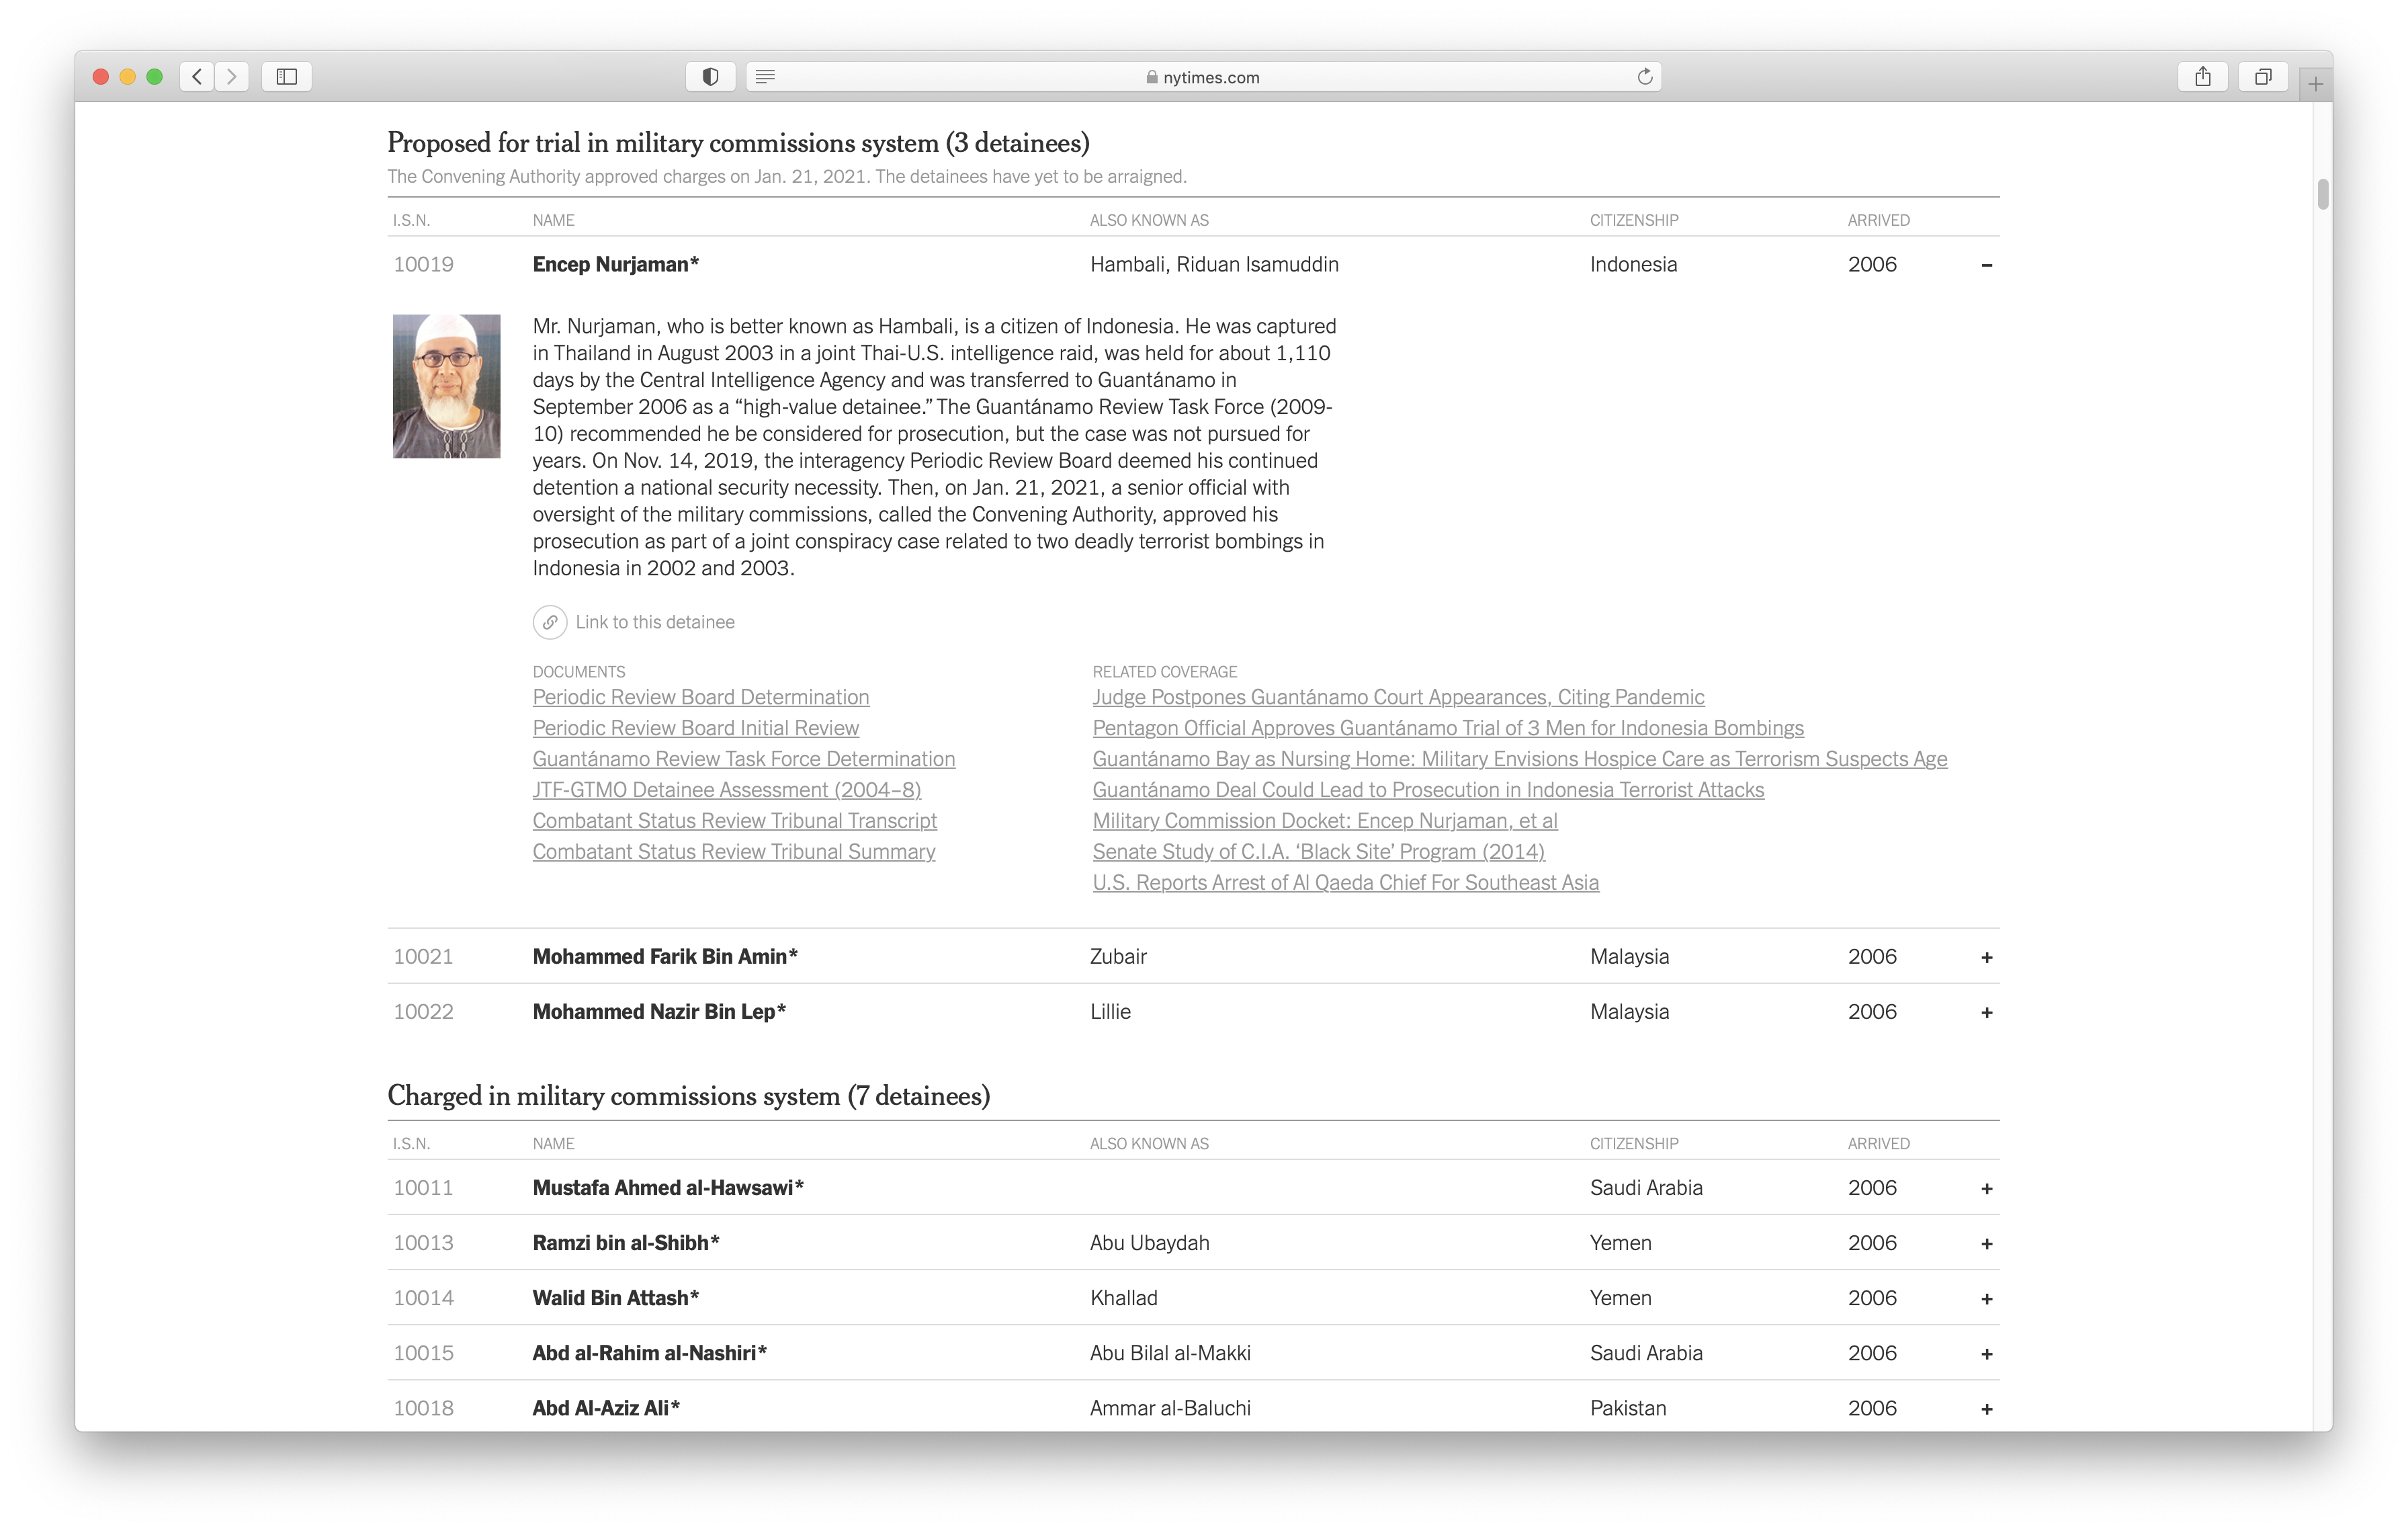 nytimes.com
Proposed for trial in military commissions system (3 detainees)
The Convening Authority approved charges on Jan. 21, 2021. The detainees have yet to be arraigned.
I.S.N. NAME ALSO KNOWN AS CITIZENSHIP ARRIVED
10019 Encep Nurjaman* Hambali, Riduan Isamuddin Indonesia 2006 –
Mr. Nurjaman, who is better known as Hambali, is a citizen of Indonesia. He was captured
in Thailand in August 2003 in a joint Thai-U.S. intelligence raid, was held for about 1,110
days by the Central Intelligence Agency and was transferred to Guantánamo in
September 2006 as a “high-value detainee.” The Guantánamo Review Task Force (2009-
10) recommended he be considered for prosecution, but the case was not pursued for
years. On Nov. 14, 2019, the interagency Periodic Review Board deemed his continued
detention a national security necessity. Then, on Jan. 21, 2021, a senior official with
oversight of the military commissions, called the Convening Authority, approved his
prosecution as part of a joint conspiracy case related to two deadly terrorist bombings in
Indonesia in 2002 and 2003.
Link to this detainee
DOCUMENTS
Periodic Review Board Determination
Periodic Review Board Initial Review
Guantánamo Review Task Force Determination
JTF-GTMO Detainee Assessment (2004–8)
Combatant Status Review Tribunal Transcript
Combatant Status Review Tribunal Summary
RELATED COVERAGE
Judge Postpones Guantánamo Court Appearances, Citing Pandemic
Pentagon Official Approves Guantánamo Trial of 3 Men for Indonesia Bombings
Guantánamo Bay as Nursing Home: Military Envisions Hospice Care as Terrorism Suspects Age
Guantánamo Deal Could Lead to Prosecution in Indonesia Terrorist Attacks
Military Commission Docket: Encep Nurjaman, et al
Senate Study of C.I.A. ‘Black Site’ Program (2014)
U.S. Reports Arrest of Al Qaeda Chief For Southeast Asia
10021 Mohammed Farik Bin Amin* Zubair Malaysia 2006 +
10022 Mohammed Nazir Bin Lep* Lillie Malaysia 2006 +
Charged in military commissions system (7 detainees)
I.S.N. NAME ALSO KNOWN AS CITIZENSHIP ARRIVED
10011 Mustafa Ahmed al-Hawsawi* Saudi Arabia 2006 +
10013 Ramzi bin al-Shibh* Abu Ubaydah Yemen 2006 +
10014 Walid Bin Attash* Khallad Yemen 2006 +
10015 Abd al-Rahim al-Nashiri* Abu Bilal al-Makki Saudi Arabia 2006 +
10018 Abd Al-Aziz Ali* Ammar al-Baluchi Pakistan 2006 +